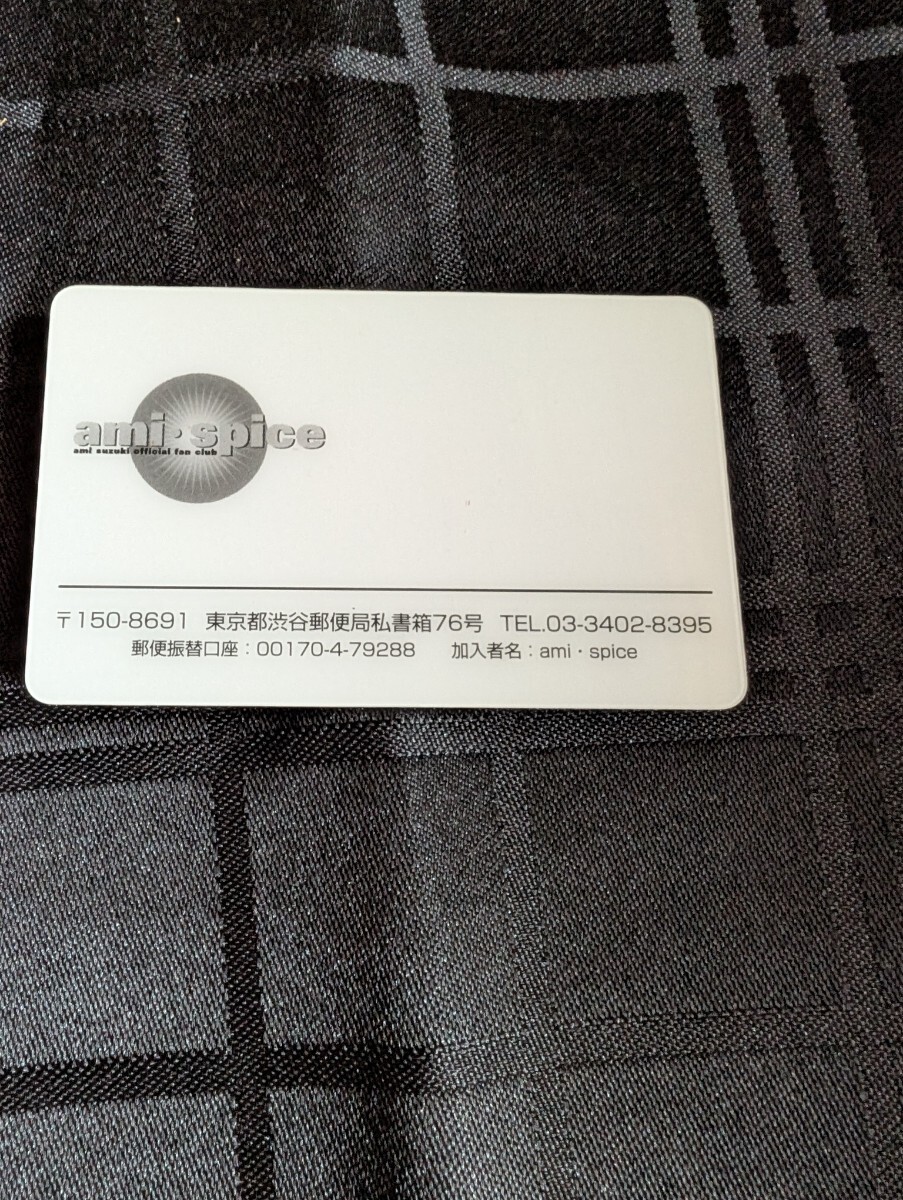 ami・spice
ami suzuki official fan club
〒150-8691 東京都渋谷郵便局私書箱76号 TEL.03-3402-8395
郵便振替口座：00170-4-79288 加入者名：ami・spice